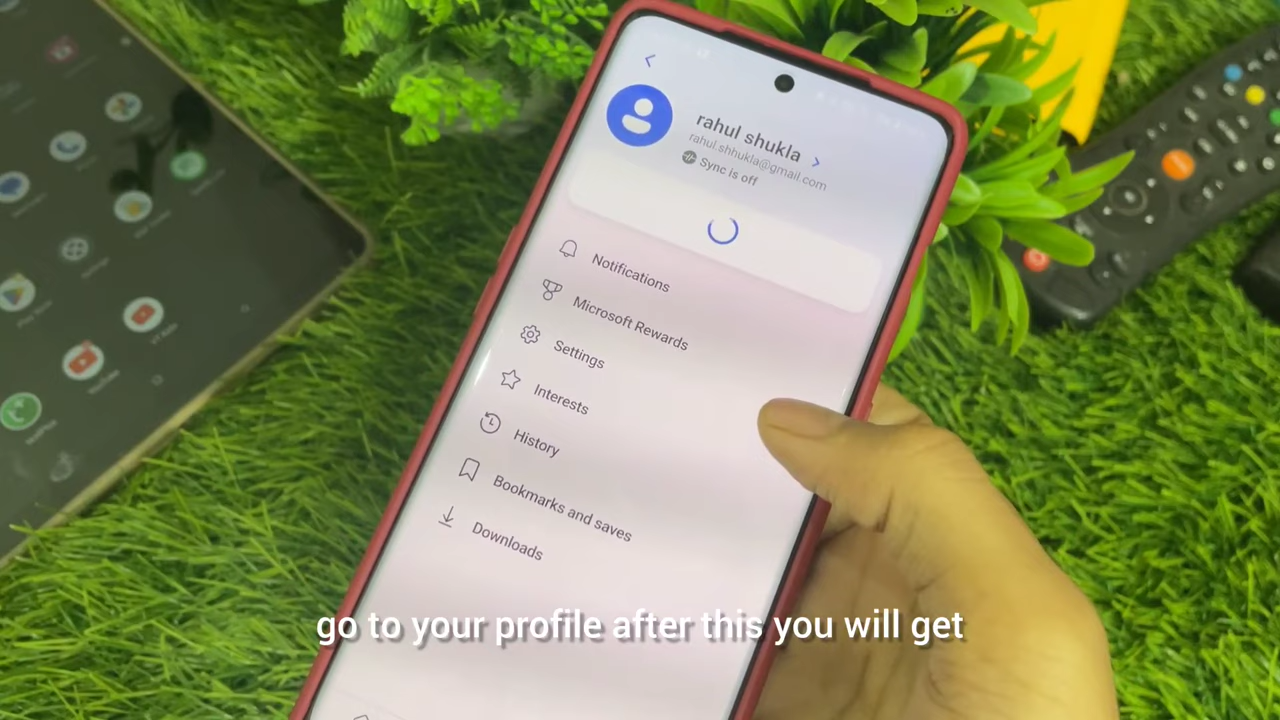 rahul shukla
rahul.shhukla@gmail.com
Sync is off
Notifications
Microsoft Rewards
Settings
Interests
History
Bookmarks and saves
Downloads
YouTube
go to your profile after this you will get